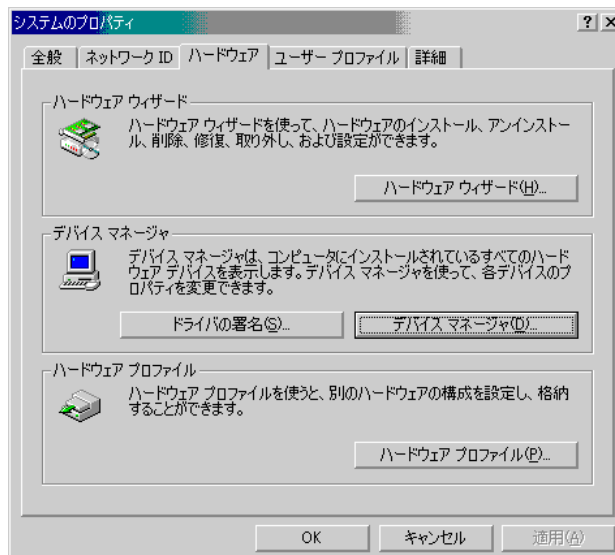 システムのプロパティ
全般 ネットワーク ID ハードウェア ユーザー プロファイル 詳細
ハードウェア ウィザード
ハードウェア ウィザードを使って、ハードウェアのインストール、アンインストー
ル、削除、修復、取り外し、および設定ができます。
ハードウェア ウィザード(H)...
デバイス マネージャ
デバイス マネージャは、コンピュータにインストールされているすべてのハード
ウェア デバイスを表示します。デバイス マネージャを使って、各デバイスのプ
ロパティを変更できます。
ドライバの署名(S)... デバイス マネージャ(D)...
ハードウェア プロファイル
ハードウェア プロファイルを使うと、別のハードウェアの構成を設定し、格納
することができます。
ハードウェア プロファイル(P)...
OK キャンセル 適用(A)